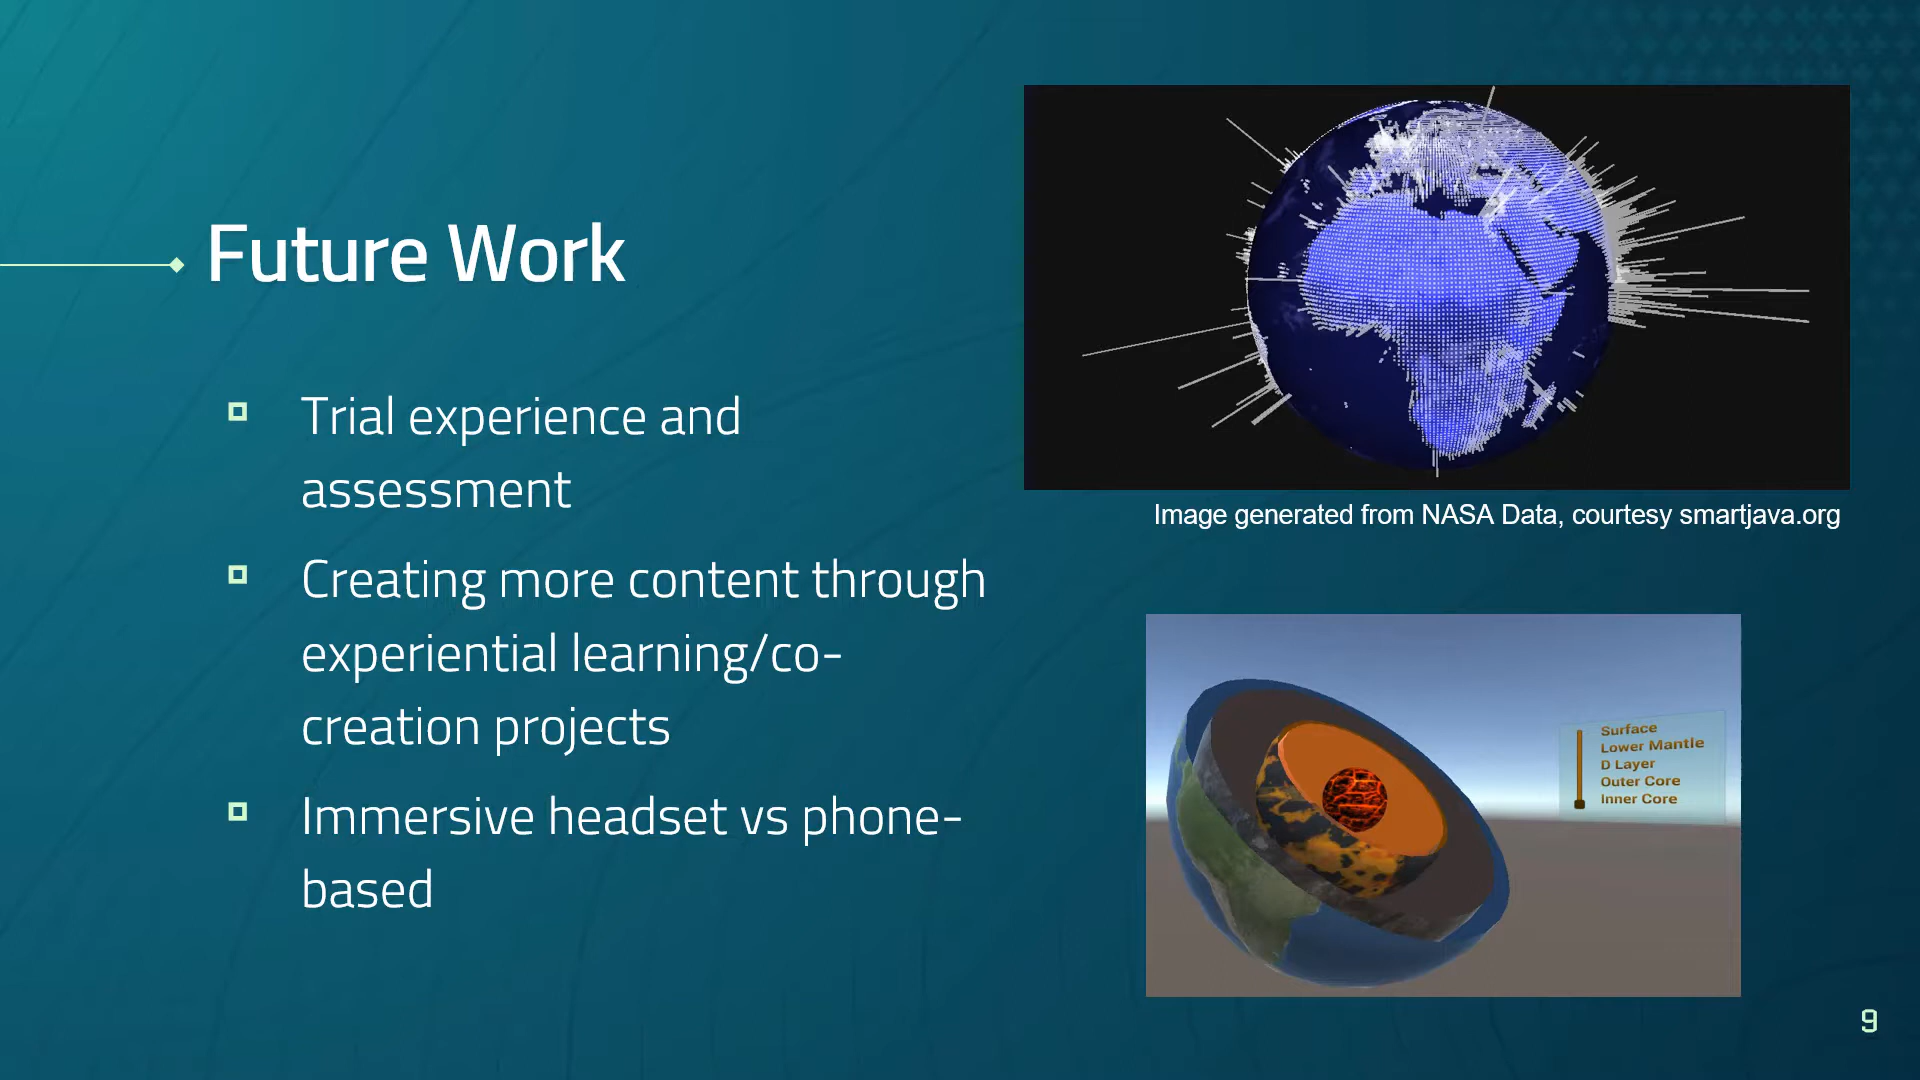 Future Work
Trial experience and
assessment
Creating more content through
experiential learning/co-
creation projects
Immersive headset vs phone-
based
Image generated from NASA Data, courtesy smartjava.org
Surface
Lower Mantle
D Layer
Outer Core
Inner Core
9